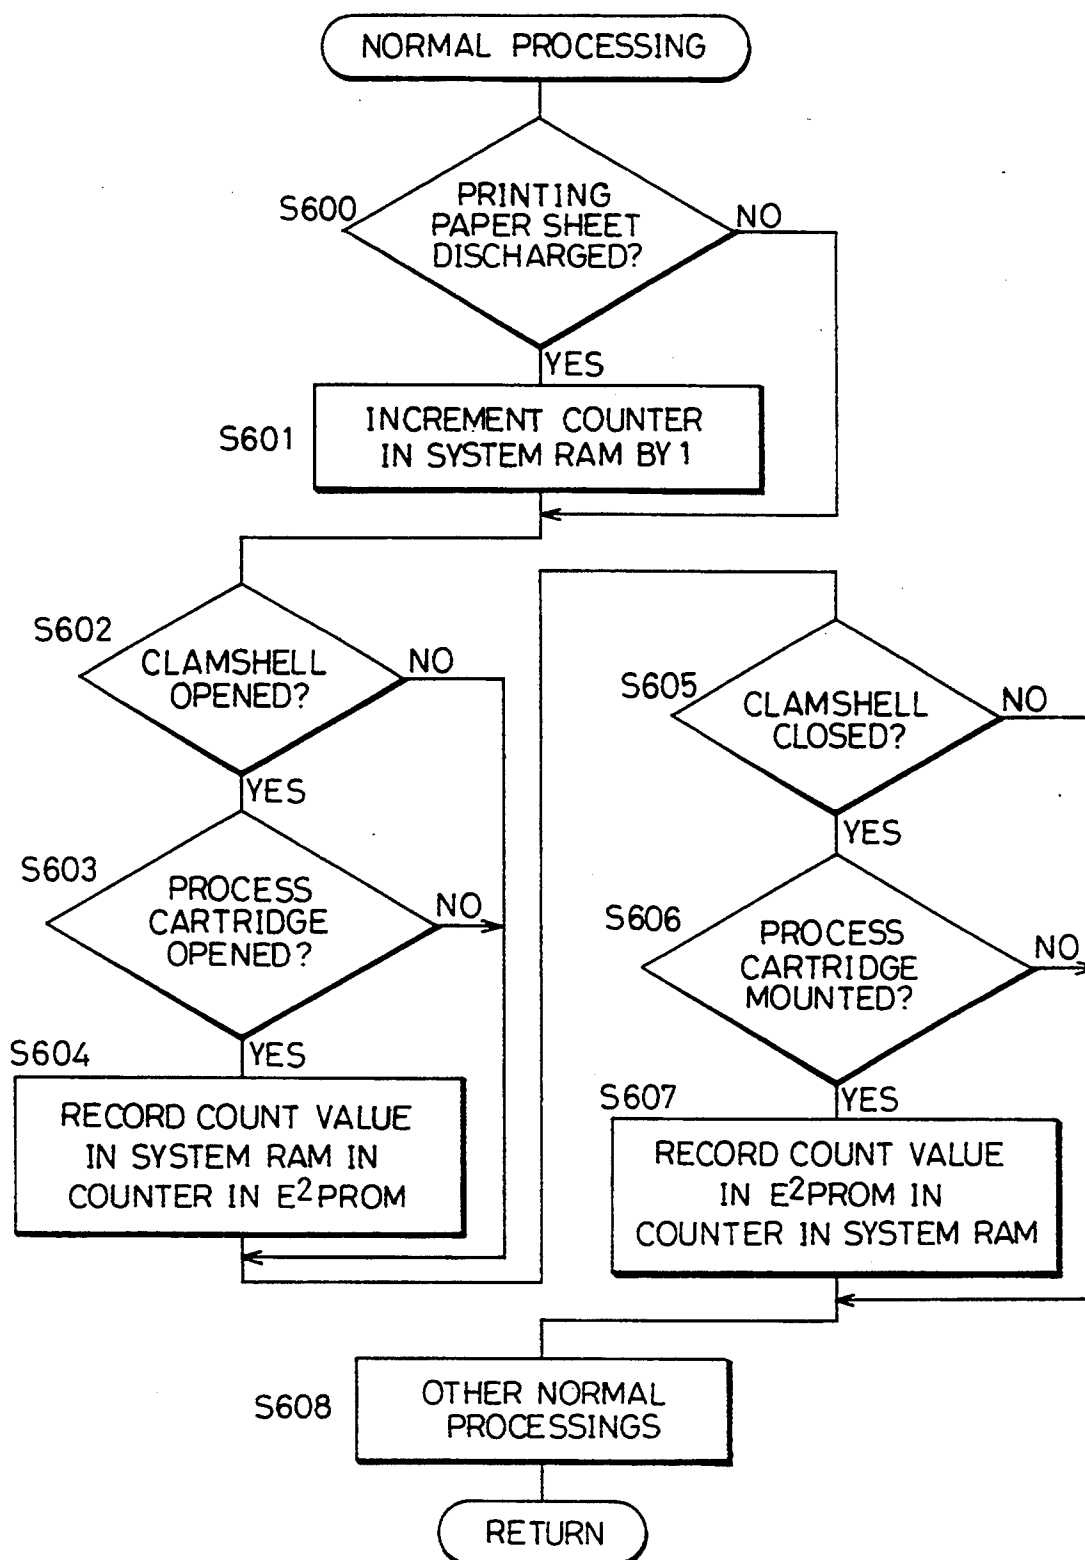 NORMAL PROCESSING
S600
PRINTING
PAPER SHEET
DISCHARGED?
NO
YES
S601
INCREMENT COUNTER
IN SYSTEM RAM BY 1
S602
CLAMSHELL
OPENED?
NO
YES
S603
PROCESS
CARTRIDGE
OPENED?
NO
YES
S604
RECORD COUNT VALUE
IN SYSTEM RAM IN
COUNTER IN E²PROM
S605
CLAMSHELL
CLOSED?
NO
YES
S606
PROCESS
CARTRIDGE
MOUNTED?
NO
YES
S607
RECORD COUNT VALUE
IN E²PROM IN
COUNTER IN SYSTEM RAM
S608
OTHER NORMAL
PROCESSINGS
RETURN